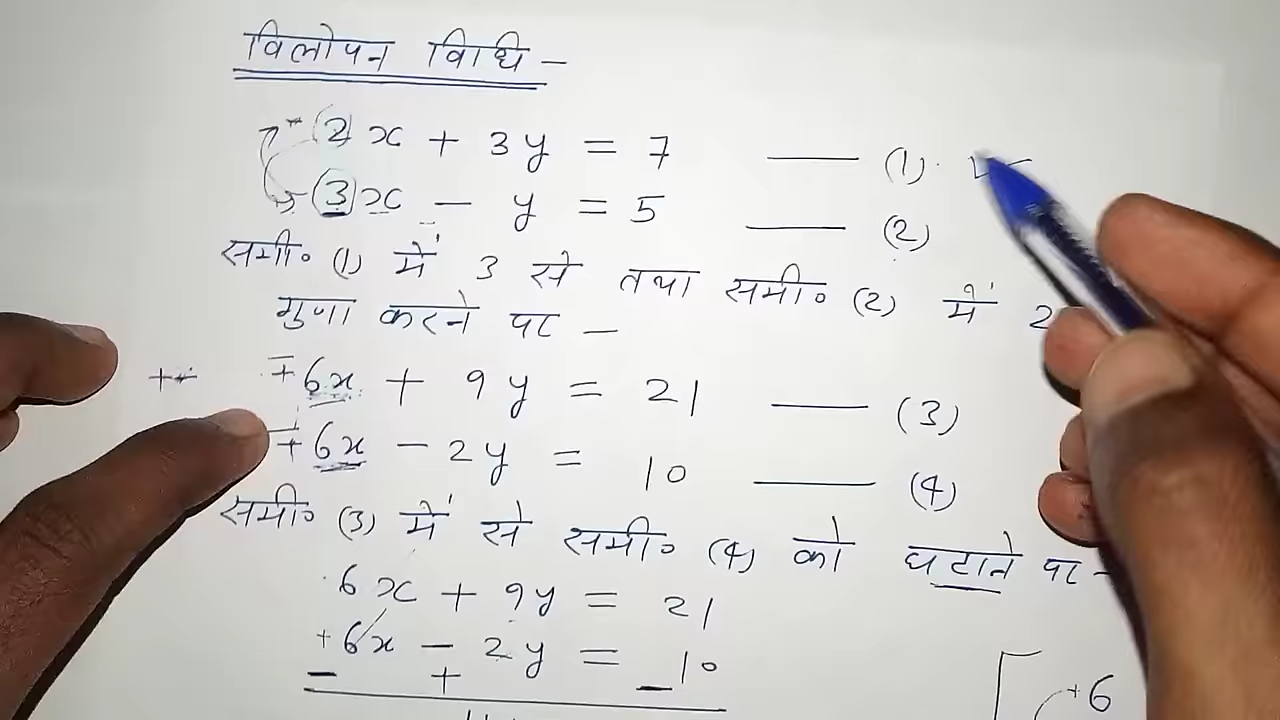 विलोपन विधि –
2x + 3y = 7 —— (1)
3x – y = 5 —— (2)
समी० (1) में 3 से तथा समी० (2) में 2
गुणा करने पर –
6x + 9y = 21 —— (3)
6x – 2y = 10 —— (4)
समी० (3) में से समी० (4) को घटाने पर –
6x + 9y = 21
+6x – 2y = 10
– + –
+6